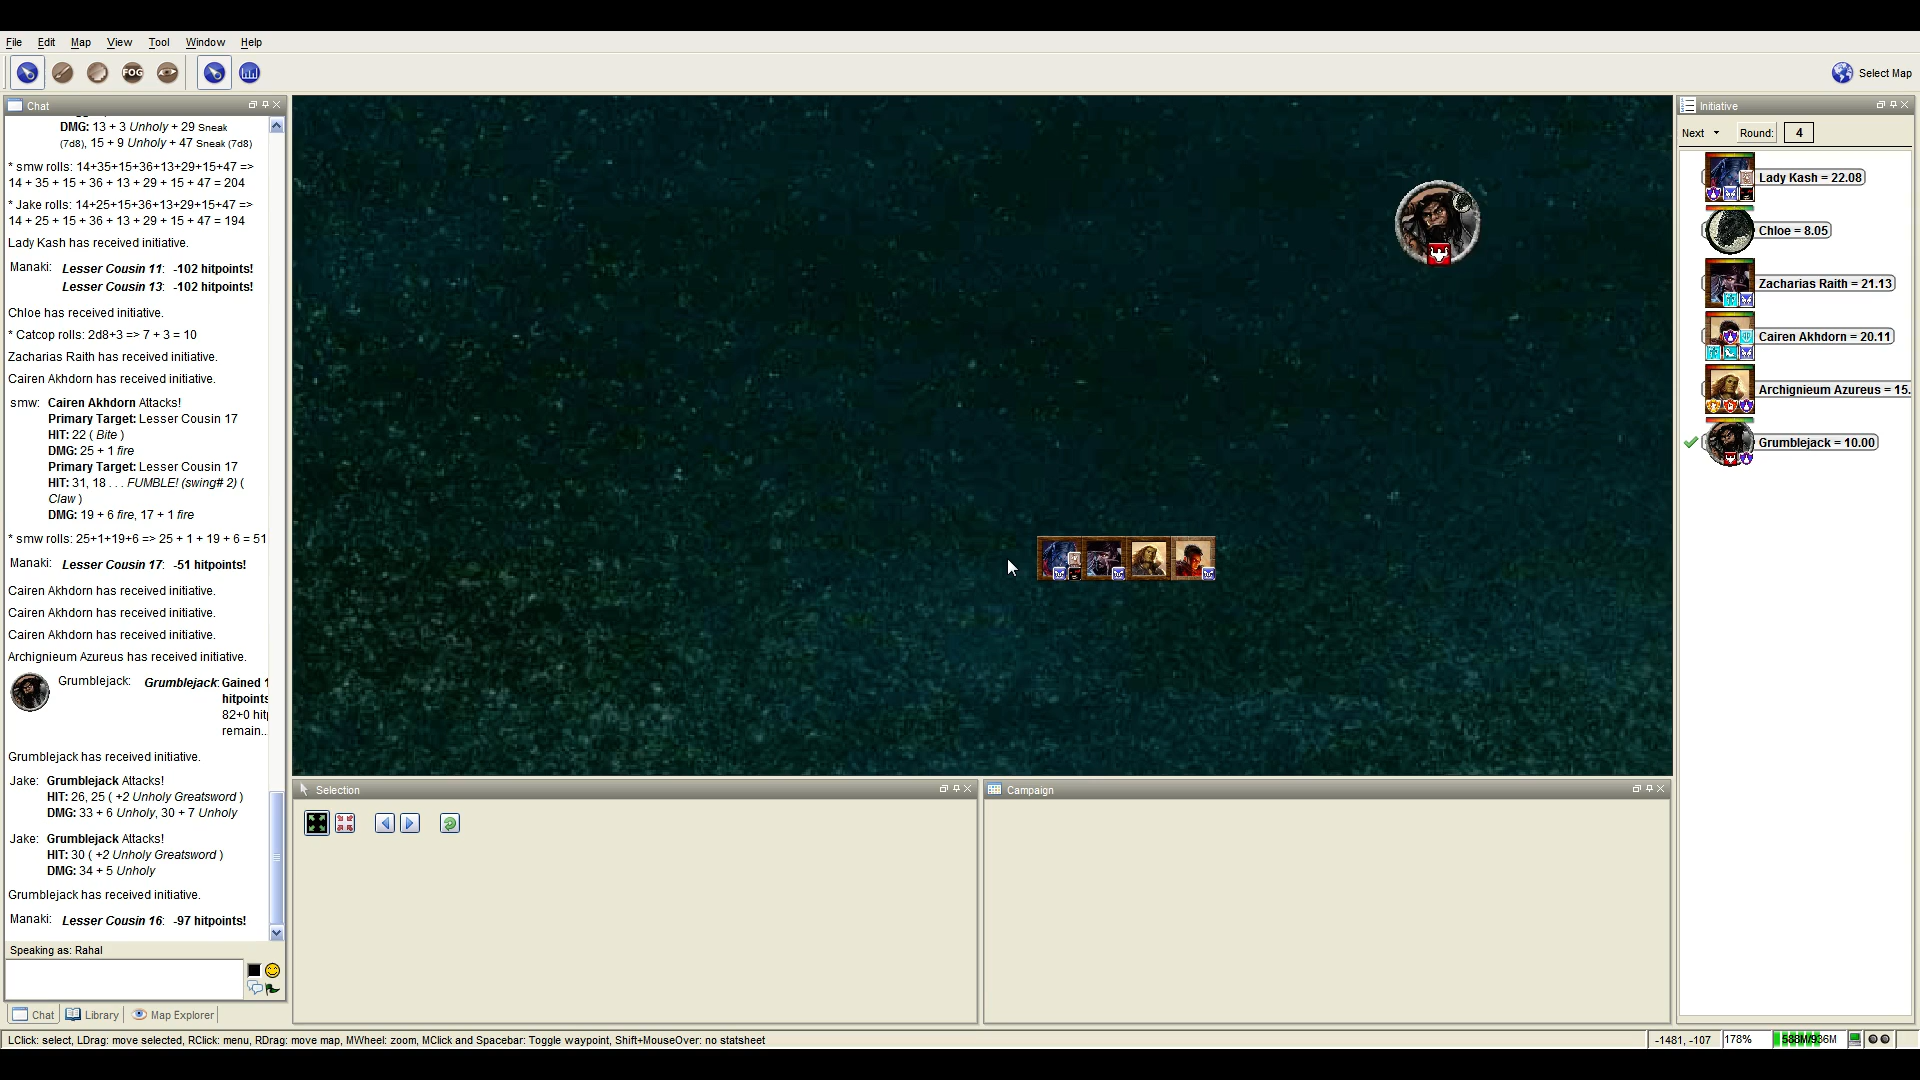 File Edit Map View Tool Window Help
FOG
Select Map
Chat
DMG: 13 + 3 Unholy + 29 Sneak
(7d8), 15 + 9 Unholy + 47 Sneak (7d8)
* smw rolls: 14+35+15+36+13+29+15+47 =>
14 + 35 + 15 + 36 + 13 + 29 + 15 + 47 = 204
* Jake rolls: 14+25+15+36+13+29+15+47 =>
14 + 25 + 15 + 36 + 13 + 29 + 15 + 47 = 194
Lady Kash has received initiative.
Manaki: Lesser Cousin 11: -102 hitpoints!
Lesser Cousin 13: -102 hitpoints!
Chloe has received initiative.
* Catcop rolls: 2d8+3 => 7 + 3 = 10
Zacharias Raith has received initiative.
Cairen Akhdorn has received initiative.
smw: Cairen Akhdorn Attacks!
Primary Target: Lesser Cousin 17
HIT: 22 ( Bite )
DMG: 25 + 1 fire
Primary Target: Lesser Cousin 17
HIT: 31, 18 . . . FUMBLE! (swing# 2) (
Claw )
DMG: 19 + 6 fire, 17 + 1 fire
* smw rolls: 25+1+19+6 => 25 + 1 + 19 + 6 = 51
Manaki: Lesser Cousin 17: -51 hitpoints!
Cairen Akhdorn has received initiative.
Cairen Akhdorn has received initiative.
Cairen Akhdorn has received initiative.
Archignieum Azureus has received initiative.
Grumblejack: Grumblejack: Gained 1
hitpoints
82+0 hitp
remain..
Grumblejack has received initiative.
Jake: Grumblejack Attacks!
HIT: 26, 25 ( +2 Unholy Greatsword )
DMG: 33 + 6 Unholy, 30 + 7 Unholy
Jake: Grumblejack Attacks!
HIT: 30 ( +2 Unholy Greatsword )
DMG: 34 + 5 Unholy
Grumblejack has received initiative.
Manaki: Lesser Cousin 16: -97 hitpoints!
Speaking as: Rahal
Chat Library Map Explorer
Selection
Campaign
Initiative
Next Round: 4
Lady Kash = 22.08
Chloe = 8.05
Zacharias Raith = 21.13
Cairen Akhdorn = 20.11
Archignieum Azureus = 15.
Grumblejack = 10.00
LClick: select, LDrag: move selected, RClick: menu, RDrag: move map, MWheel: zoom, MClick and Spacebar: Toggle waypoint, Shift+MouseOver: no statsheet
-1481, -107 178% 588M/936M